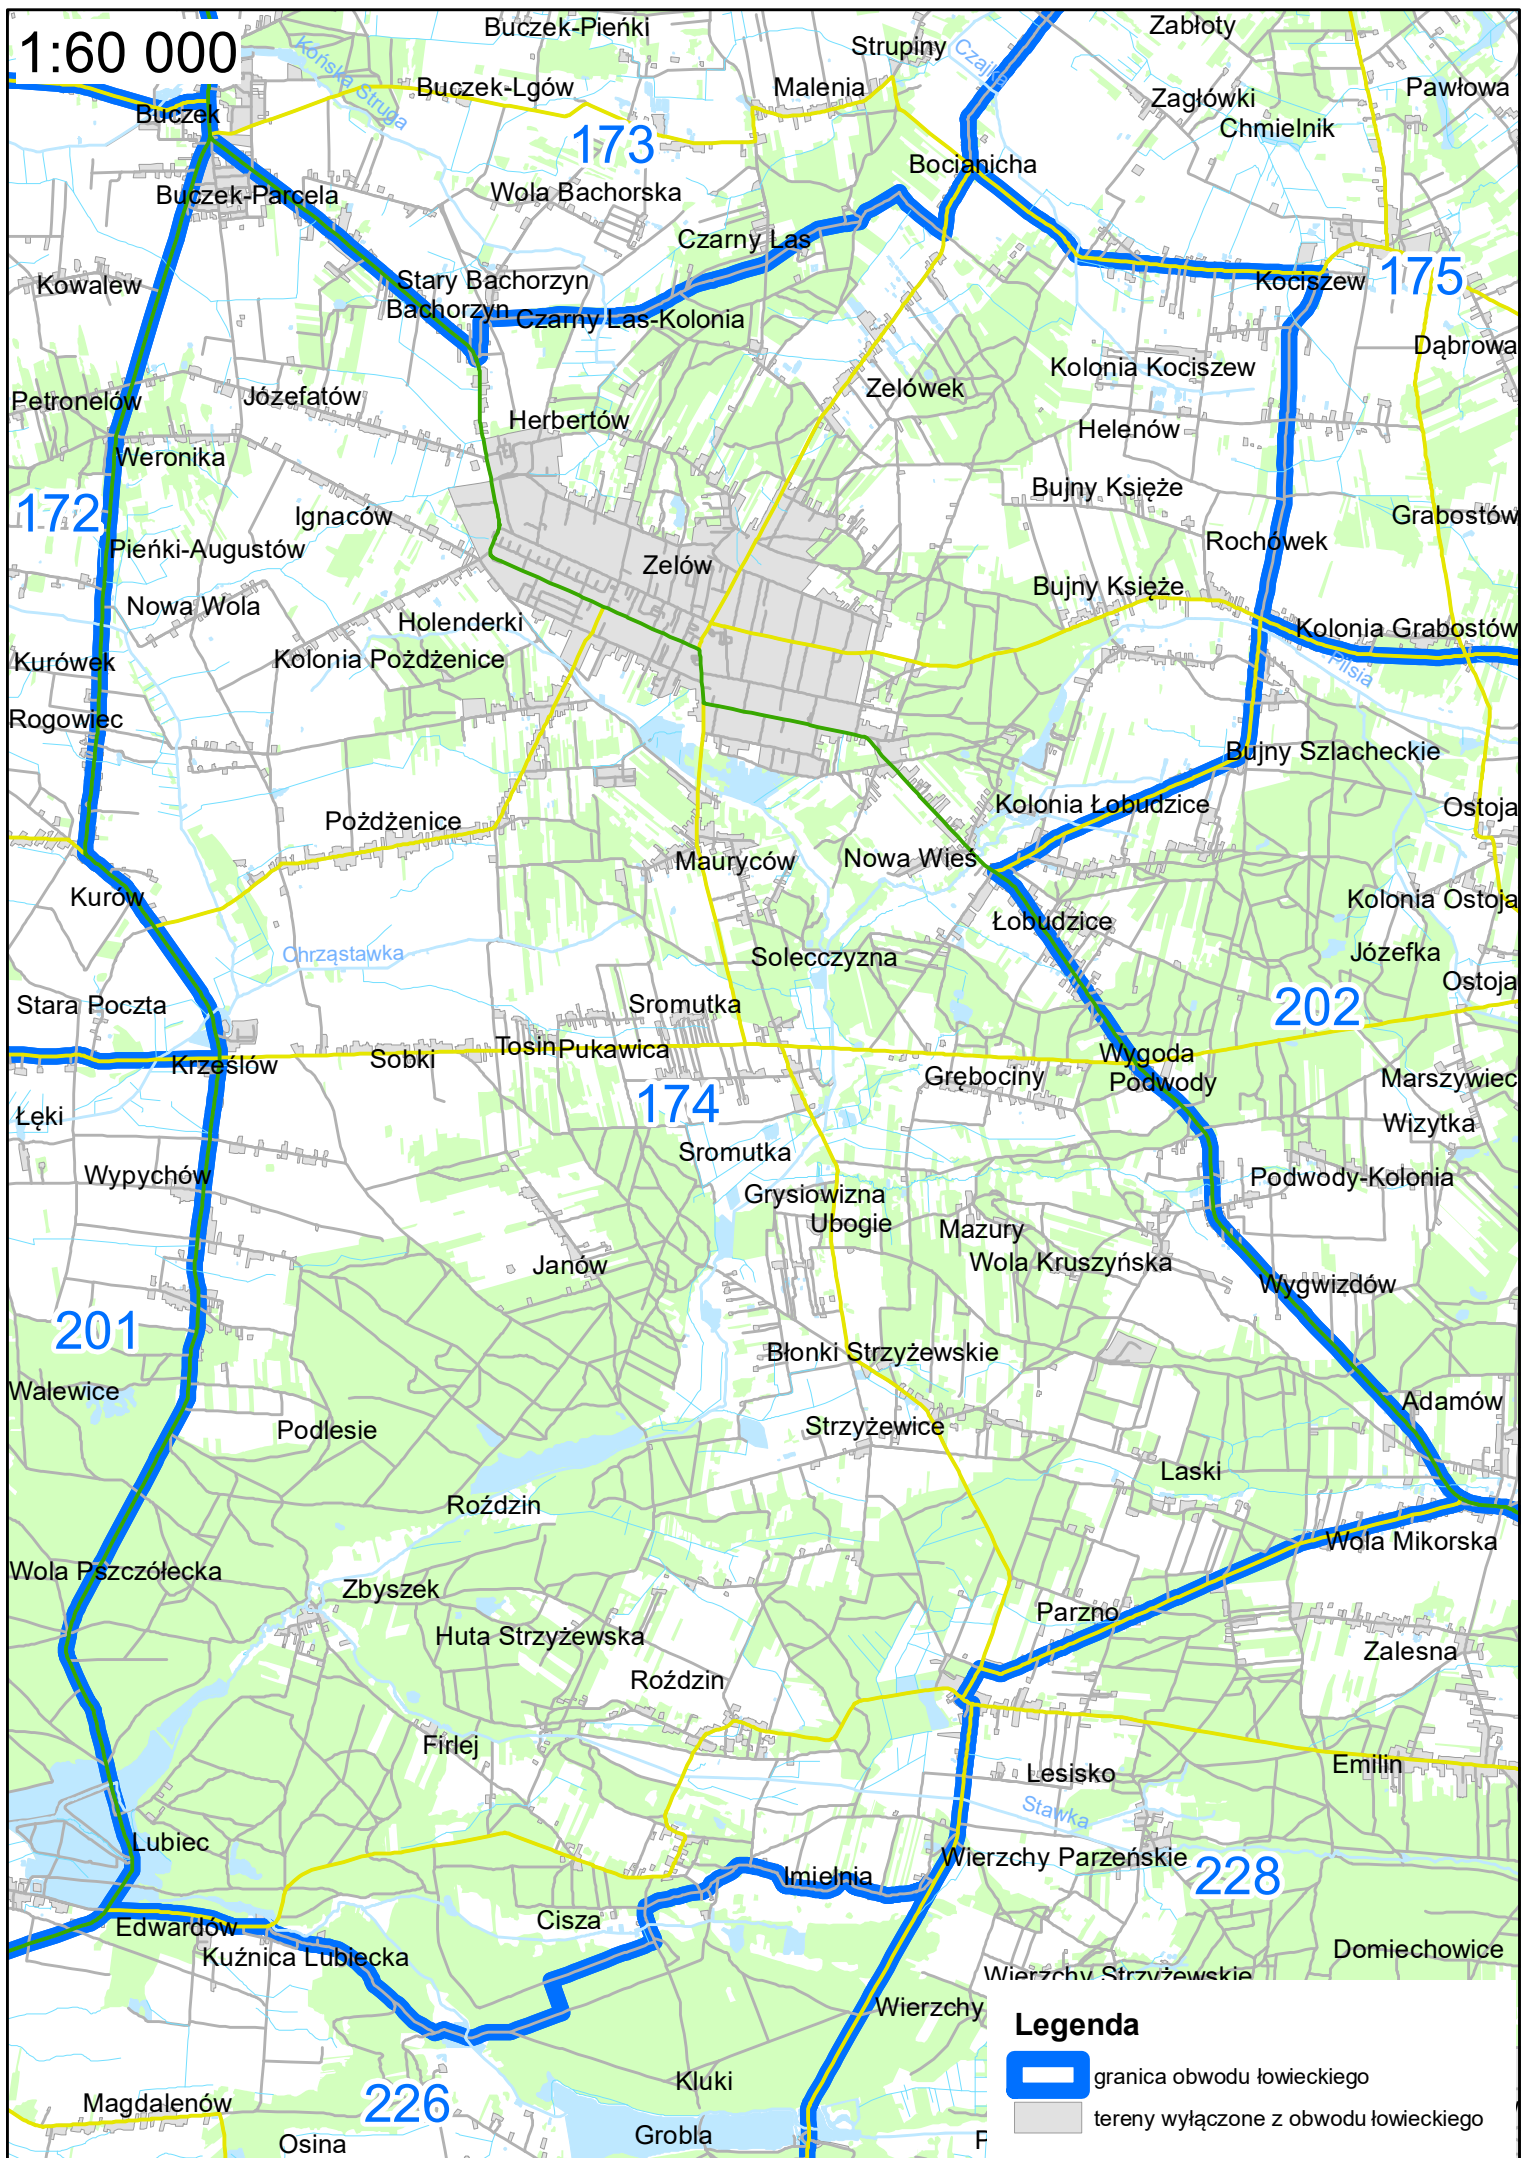 1:60 000
Buczek-Pieńki
Zabłoty
Strupiny
Czajka
Końska Struga
Buczek-Lgów
Malenia
Pawłowa
Zagłówki
Buczek
Chmielnik
173
Bocianicha
Buczek-Parcela
Wola Bachorska
Czarny Las
Kowalew
Stary Bachorzyn
Kociszew
175
Bachorzyn
Czarny Las-Kolonia
Dąbrowa
Kolonia Kociszew
Petronelów
Józefatów
Zelówek
Herbertów
Helenów
Weronika
172
Bujny Księże
Ignaców
Grabostów
Pieńki-Augustów
Rochówek
Zelów
Bujny Księże
Nowa Wola
Holenderki
Kolonia Grabostów
Kurówek
Kolonia Pożdżenice
Pilsia
Rogowiec
Bujny Szlacheckie
Kolonia Łobudzice
Ostoja
Pożdżenice
Mauryców
Nowa Wieś
Kurów
Kolonia Ostoja
Łobudzice
Chrząstawka
Solecczyzna
Józefka
Ostoja
Stara Poczta
Sromutka
202
Krześlów
Sobki
Tosin
Pukawica
Wygoda
Grębociny
Podwody
Marszywiec
174
Łęki
Wizytka
Sromutka
Wypychów
Podwody-Kolonia
Grysiowizna
Ubogie
Mazury
Janów
Wola Kruszyńska
Wygwizdów
201
Błonki Strzyżewskie
Walewice
Adamów
Podlesie
Strzyżewice
Laski
Roździn
Wola Mikorska
Wola Pszczółecka
Zbyszek
Parzno
Huta Strzyżewska
Zalesna
Roździn
Firlej
Emilin
Lesisko
Stawka
Lubiec
Wierzchy Parzeńskie
Imielnia
228
Edwardów
Cisza
Kuźnica Lubiecka
Domiechowice
Wierzchy Strzyżewskie
Wierzchy
Legenda
granica obwodu łowieckiego
Kluki
Magdalenów
226
tereny wyłączone z obwodu łowieckiego
Grobla
Osina
P